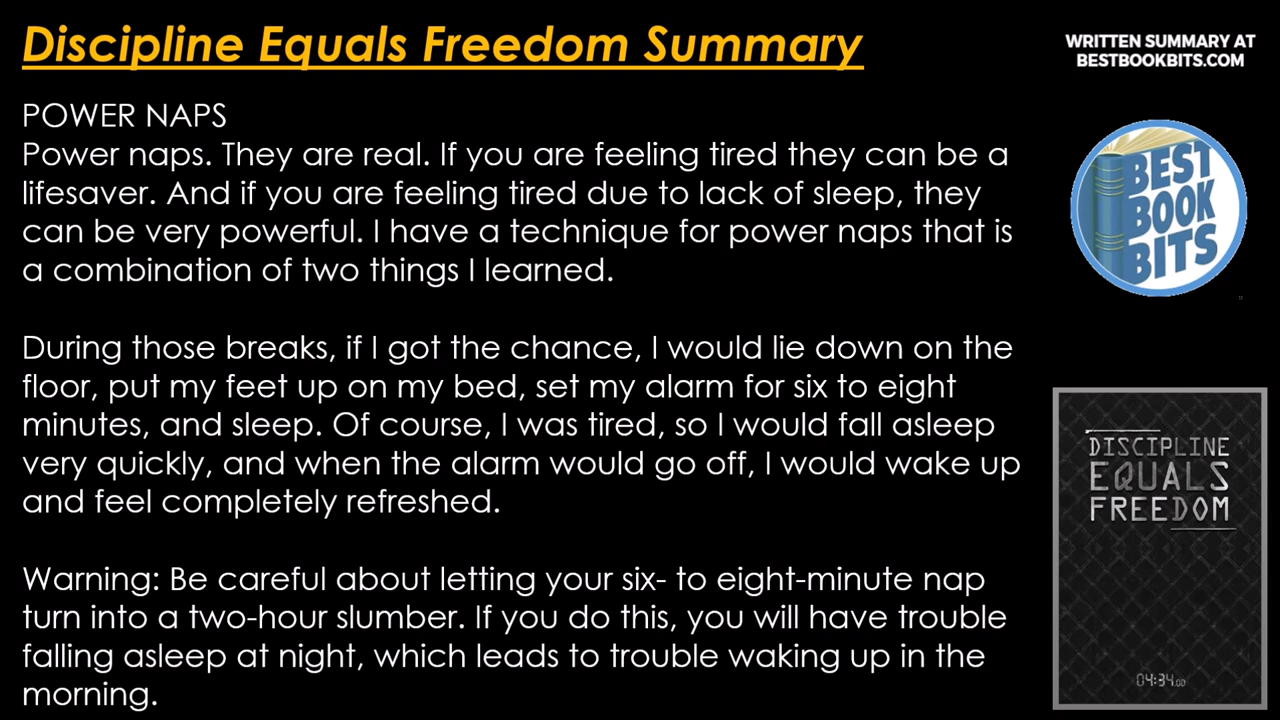 Discipline Equals Freedom Summary
WRITTEN SUMMARY AT
BESTBOOKBITS.COM
POWER NAPS
Power naps. They are real. If you are feeling tired they can be a
lifesaver. And if you are feeling tired due to lack of sleep, they
can be very powerful. I have a technique for power naps that is
a combination of two things I learned.
During those breaks, if I got the chance, I would lie down on the
floor, put my feet up on my bed, set my alarm for six to eight
minutes, and sleep. Of course, I was tired, so I would fall asleep
very quickly, and when the alarm would go off, I would wake up
and feel completely refreshed.
Warning: Be careful about letting your six- to eight-minute nap
turn into a two-hour slumber. If you do this, you will have trouble
falling asleep at night, which leads to trouble waking up in the
morning.
BEST
BOOK
BITS
DISCIPLINE
EQUALS
FREEDOM
04:34.00